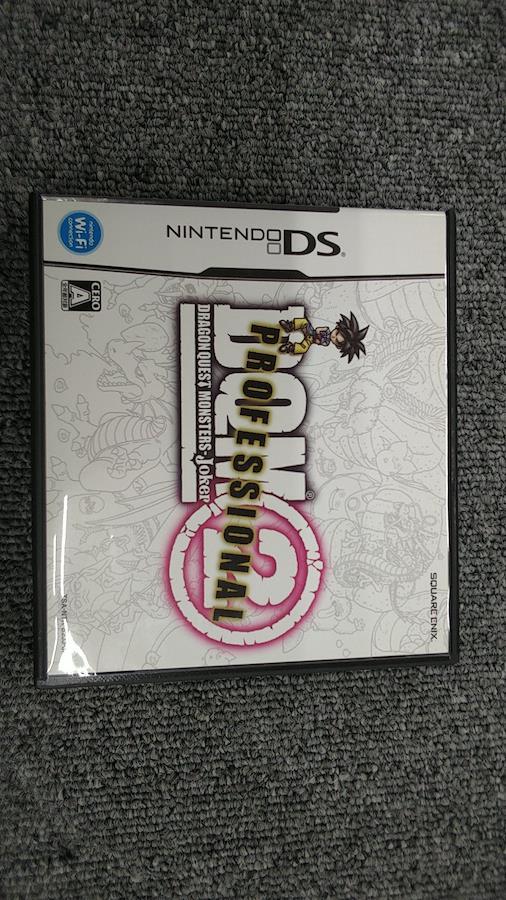 NINTENDO DS®
Nintendo
Wi-Fi
connection
CERO
A
SQUARE ENIX.
DQM®
PROFESSIONAL
DRAGON QUEST MONSTERS-Joker
2